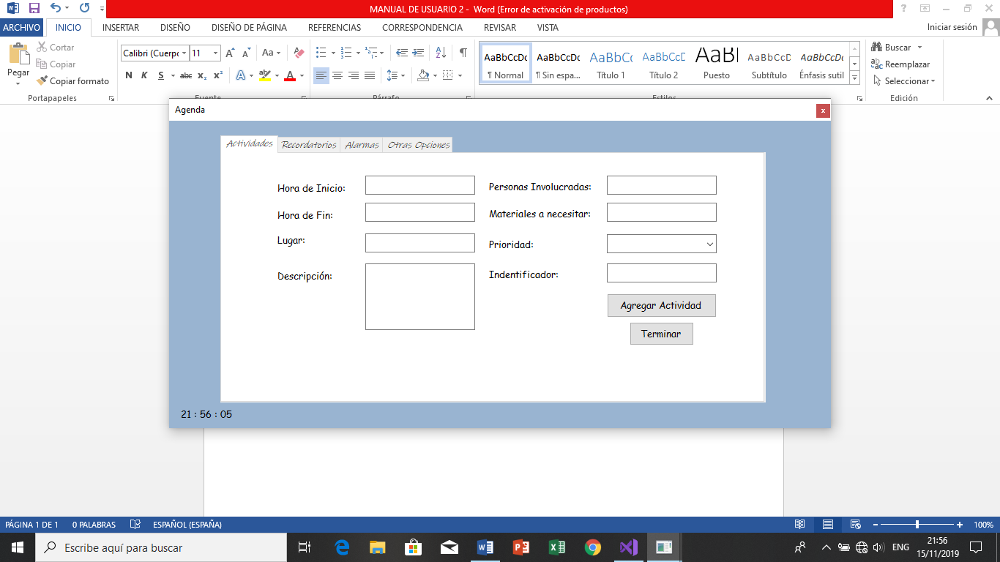 MANUAL DE USUARIO 2 - Word (Error de activación de productos)
ARCHIVO INICIO INSERTAR DISEÑO DISEÑO DE PÁGINA REFERENCIAS CORRESPONDENCIA REVISAR VISTA Iniciar sesión
Pegar
Cortar
Copiar
Copiar formato
Portapapeles
Calibri (Cuerpo 11
N K S abc x₂ x²
Fuente
Párrafo
AaBbCcDc AaBbCcDc AaBbCc AaBbCcD AaBb AaBbCcD AaBbCcDc
¶ Normal ¶ Sin espa... Título 1 Título 2 Puesto Subtítulo Énfasis sutil
Estilos
Buscar
Reemplazar
Seleccionar
Edición
Agenda
Actividades Recordatorios Alarmas Otras Opciones
Hora de Inicio: Personas Involucradas:
Hora de Fin: Materiales a necesitar:
Lugar: Prioridad:
Descripción: Indentificador:
Agregar Actividad
Terminar
21 : 56 : 05
PÁGINA 1 DE 1 0 PALABRAS ESPAÑOL (ESPAÑA) 100%
Escribe aquí para buscar
ENG
21:56
15/11/2019